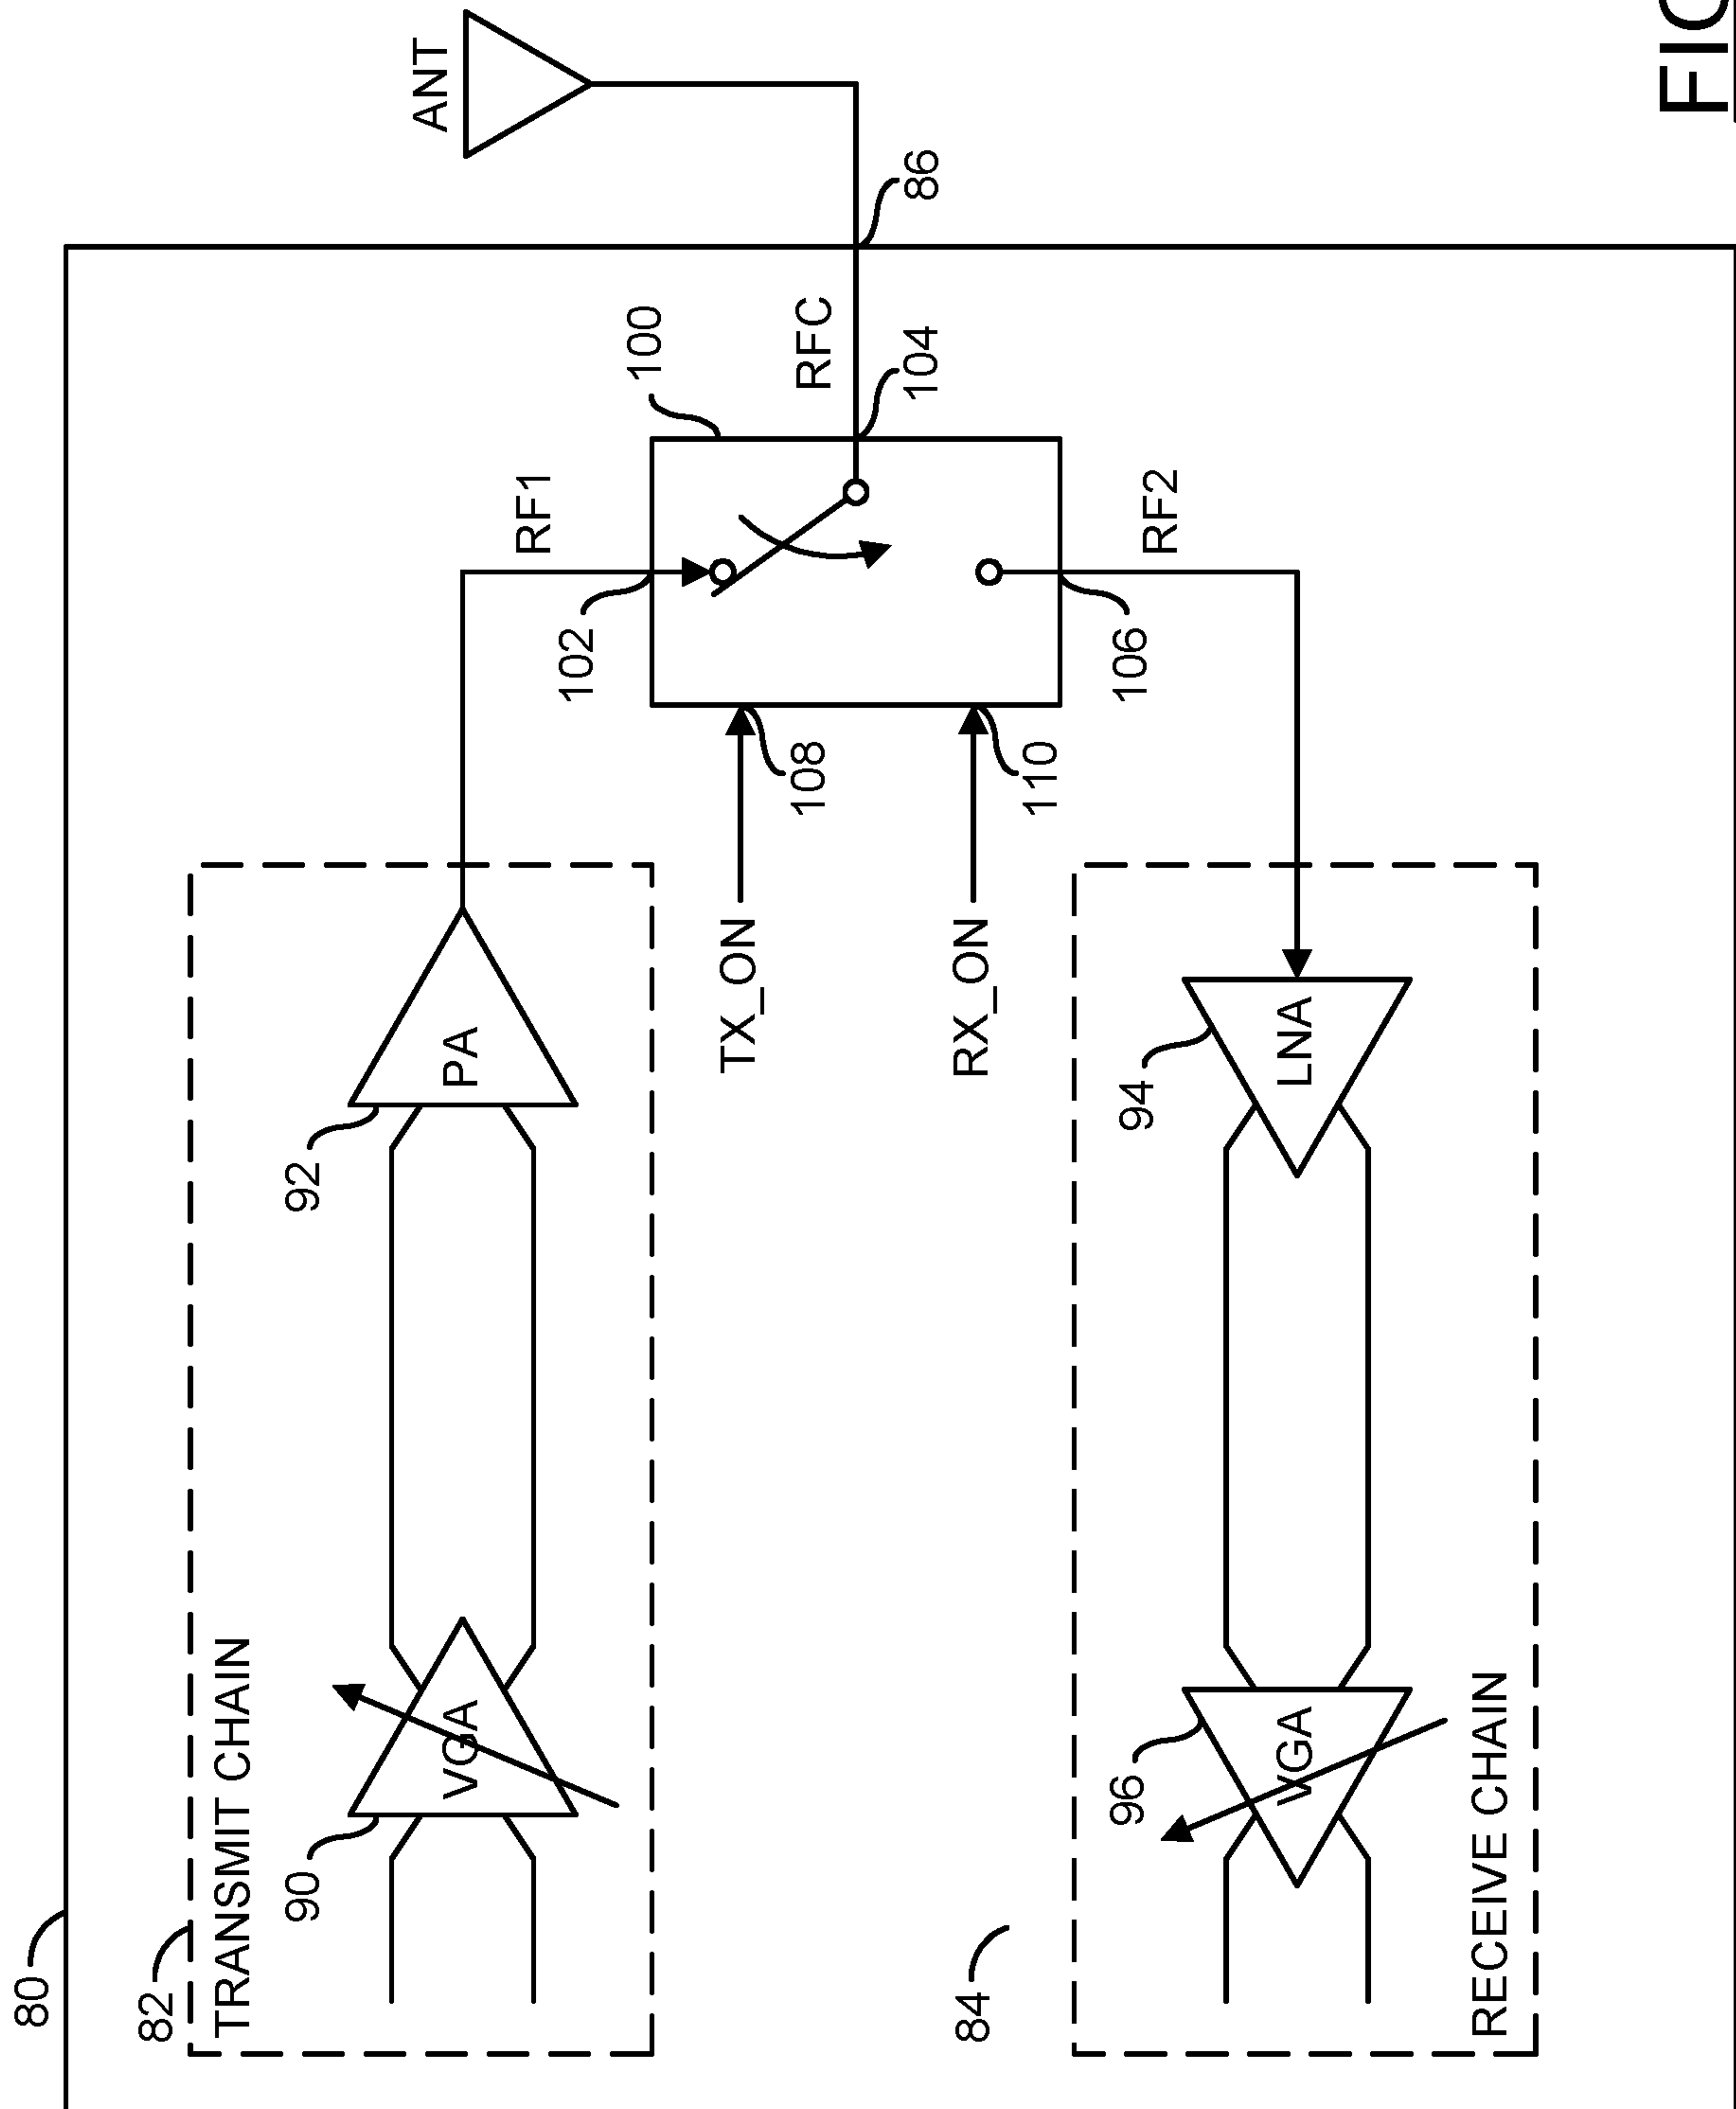 80
82
TRANSMIT CHAIN
90
VGA
92
PA
RF1
102
100
ANT
RFC
104
86
TX_ON
108
RX_ON
110
106
RF2
84
94
LNA
96
VGA
RECEIVE CHAIN